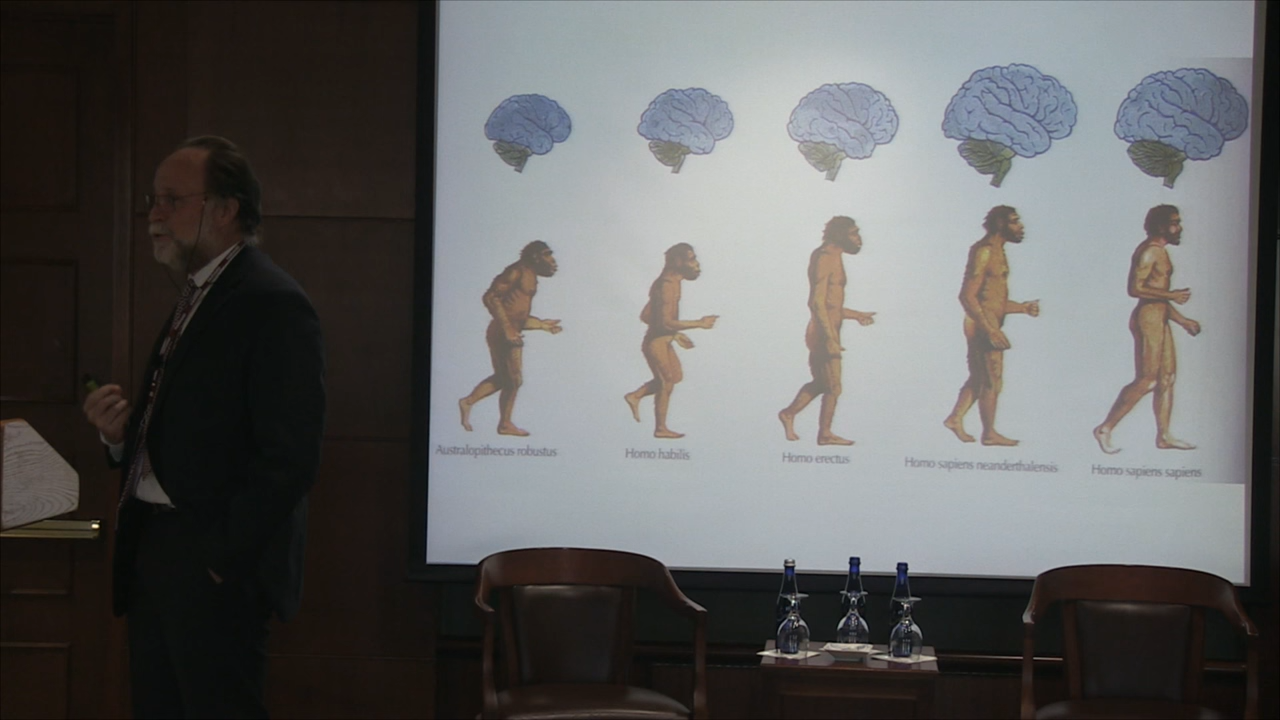 Australopithecus robustus
Homo habilis
Homo erectus
Homo sapiens neanderthalensis
Homo sapiens sapiens